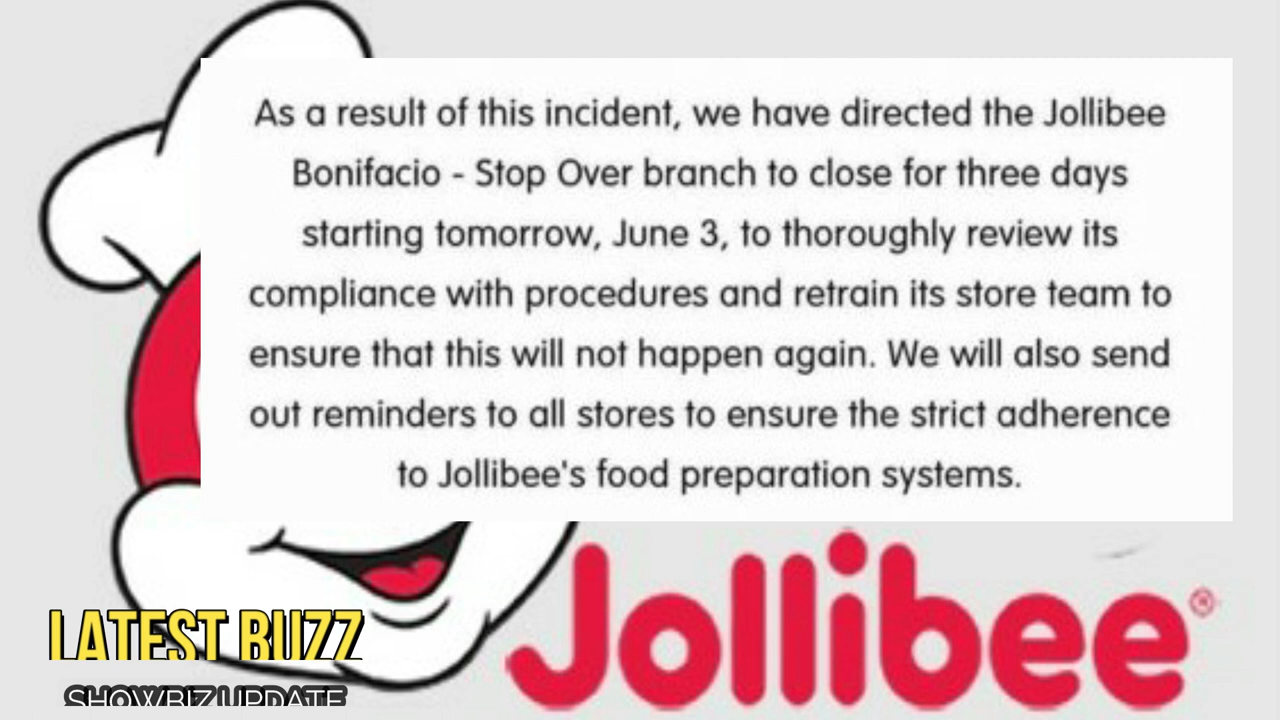 As a result of this incident, we have directed the Jollibee
Bonifacio - Stop Over branch to close for three days
starting tomorrow, June 3, to thoroughly review its
compliance with procedures and retrain its store team to
ensure that this will not happen again. We will also send
out reminders to all stores to ensure the strict adherence
to Jollibee's food preparation systems.
Jollibee®
LATEST BUZZ
SHOWBIZ UPDATE